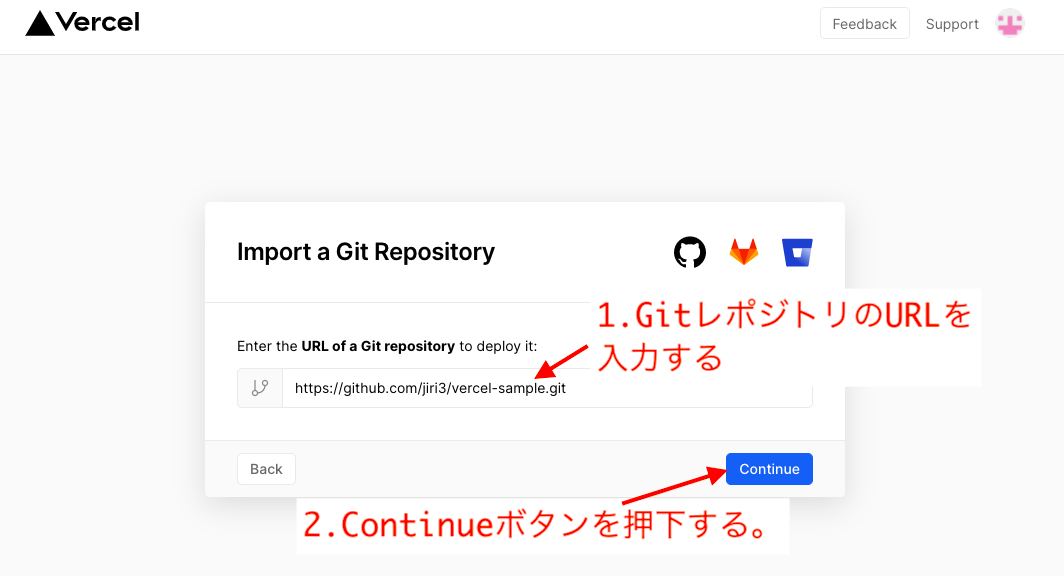 Vercel
Feedback
Support
Import a Git Repository
1.GitレポジトリのURLを
入力する
Enter the URL of a Git repository to deploy it:
https://github.com/jiri3/vercel-sample.git
Back
Continue
2.Continueボタンを押下する。